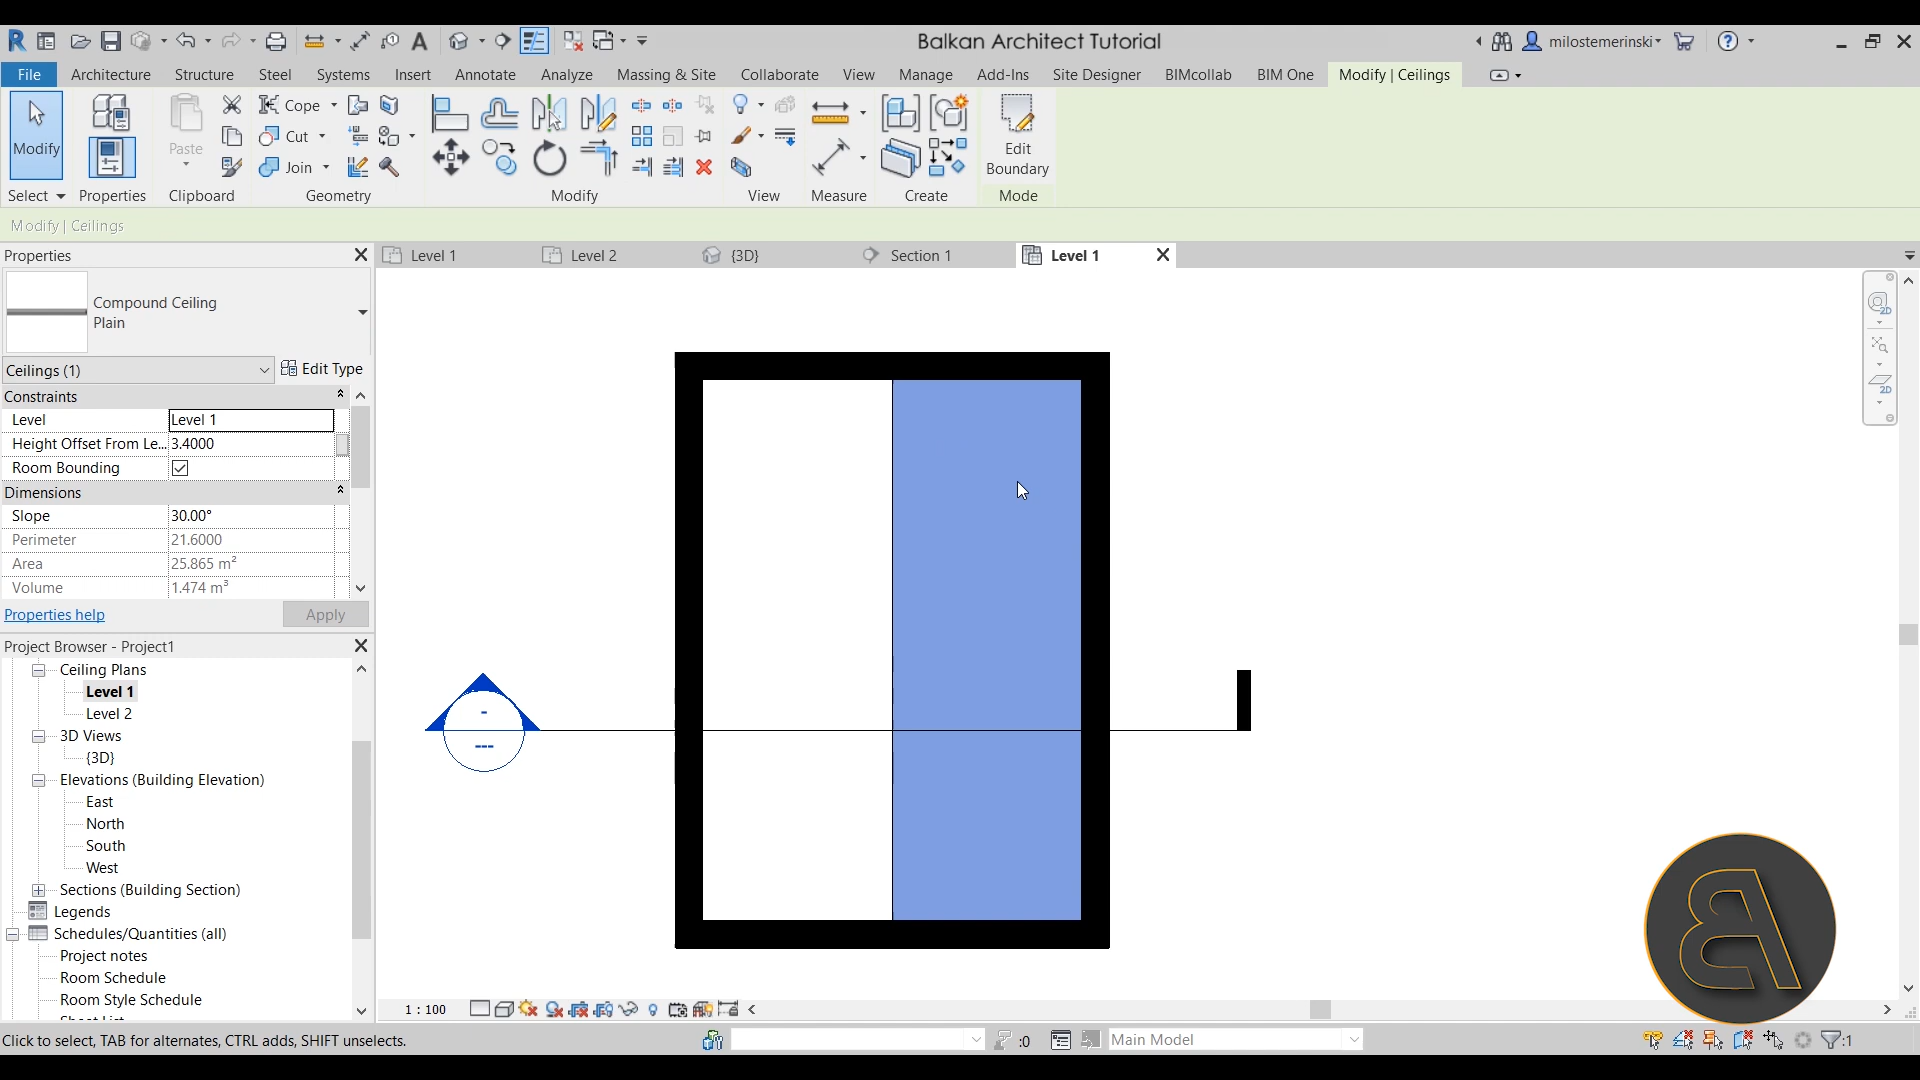 Balkan Architect Tutorial
milostemerinski
File Architecture Structure Steel Systems Insert Annotate Analyze Massing & Site Collaborate View Manage Add-Ins Site Designer BIMcollab BIM One Modify | Ceilings
Modify
Paste
Cope
Cut
Join
Edit
Boundary
Select Properties Clipboard Geometry Modify View Measure Create Mode
Modify | Ceilings
Properties
Level 1 Level 2 {3D} Section 1 Level 1
Compound Ceiling
Plain
Ceilings (1) Edit Type
Constraints
Level Level 1
Height Offset From Le... 3.4000
Room Bounding
Dimensions
Slope 30.00°
Perimeter 21.6000
Area 25.865 m²
Volume 1.474 m³
Properties help Apply
Project Browser - Project1
Ceiling Plans
Level 1
Level 2
3D Views
{3D}
Elevations (Building Elevation)
East
North
South
West
Sections (Building Section)
Legends
Schedules/Quantities (all)
Project notes
Room Schedule
Room Style Schedule
-
---
2D
2D
1 : 100
Click to select, TAB for alternates, CTRL adds, SHIFT unselects.
:0
Main Model
:1